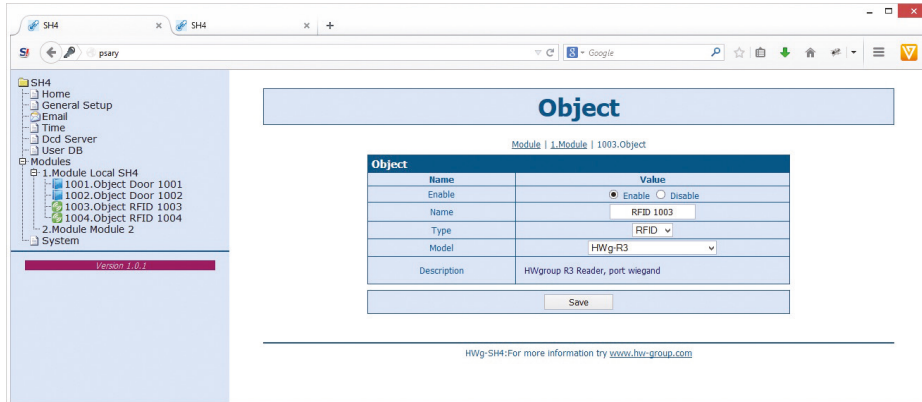 SH4
SH4
psary
Google
SH4
Home
General Setup
Email
Time
Dcd Server
User DB
Modules
1.Module Local SH4
1001.Object Door 1001
1002.Object Door 1002
1003.Object RFID 1003
1004.Object RFID 1004
2.Module Module 2
System
Version 1.0.1
Object
Module | 1.Module | 1003.Object
Object
Name Value
Enable Enable Disable
Name RFID 1003
Type RFID
Model HWg-R3
Description HWgroup R3 Reader, port wiegand
Save
HWg-SH4:For more information try www.hw-group.com